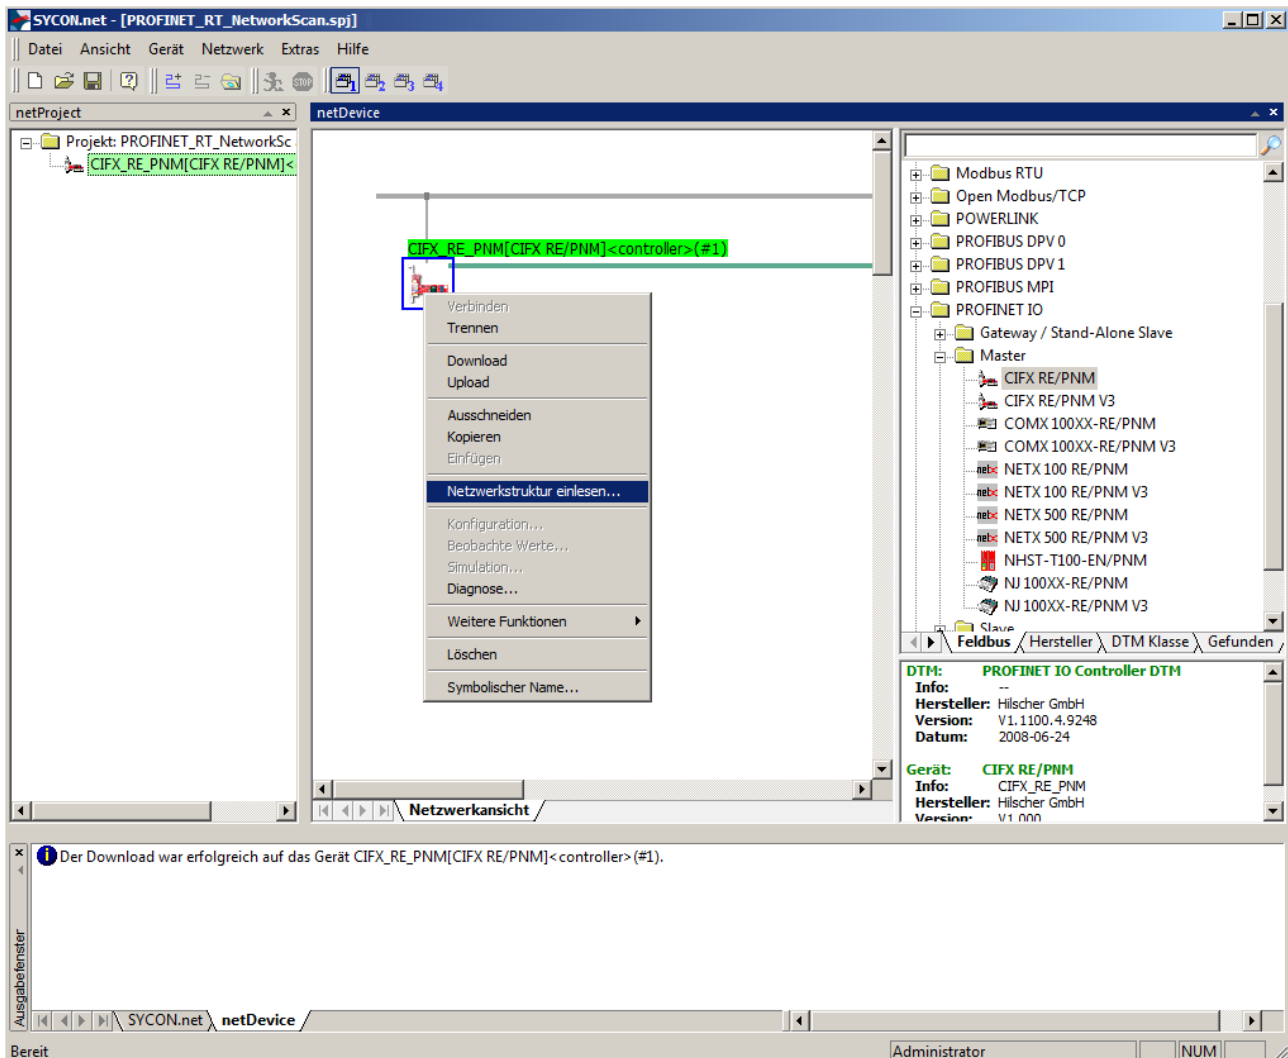 SYCON.net - [PROFINET_RT_NetworkScan.spj]
Datei Ansicht Gerät Netzwerk Extras Hilfe
netProject
Projekt: PROFINET_RT_NetworkSc
CIFX_RE_PNM[CIFX RE/PNM]<
netDevice
CIFX_RE_PNM[CIFX RE/PNM]<controller>(#1)
Verbinden
Trennen
Download
Upload
Ausschneiden
Kopieren
Einfügen
Netzwerkstruktur einlesen...
Konfiguration...
Beobachte Werte...
Simulation...
Diagnose...
Weitere Funktionen
Löschen
Symbolischer Name...
Netzwerkansicht
Modbus RTU
Open Modbus/TCP
POWERLINK
PROFIBUS DPV0
PROFIBUS DPV1
PROFIBUS MPI
PROFINET IO
Gateway / Stand-Alone Slave
Master
CIFX RE/PNM
CIFX RE/PNM V3
COMX 100XX-RE/PNM
COMX 100XX-RE/PNM V3
NETX 100 RE/PNM
NETX 100 RE/PNM V3
NETX 500 RE/PNM
NETX 500 RE/PNM V3
NHST-T100-EN/PNM
NJ 100XX-RE/PNM
NJ 100XX-RE/PNM V3
Slave
Feldbus Hersteller DTM Klasse Gefunden
DTM: PROFINET IO Controller DTM
Info: --
Hersteller: Hilscher GmbH
Version: V1.1100.4.9248
Datum: 2008-06-24
Gerät: CIFX RE/PNM
Info: CIFX_RE_PNM
Hersteller: Hilscher GmbH
Version: V1.000
Der Download war erfolgreich auf das Gerät CIFX_RE_PNM[CIFX RE/PNM]<controller>(#1).
Ausgabefenster
SYCON.net netDevice
Bereit
Administrator
NUM